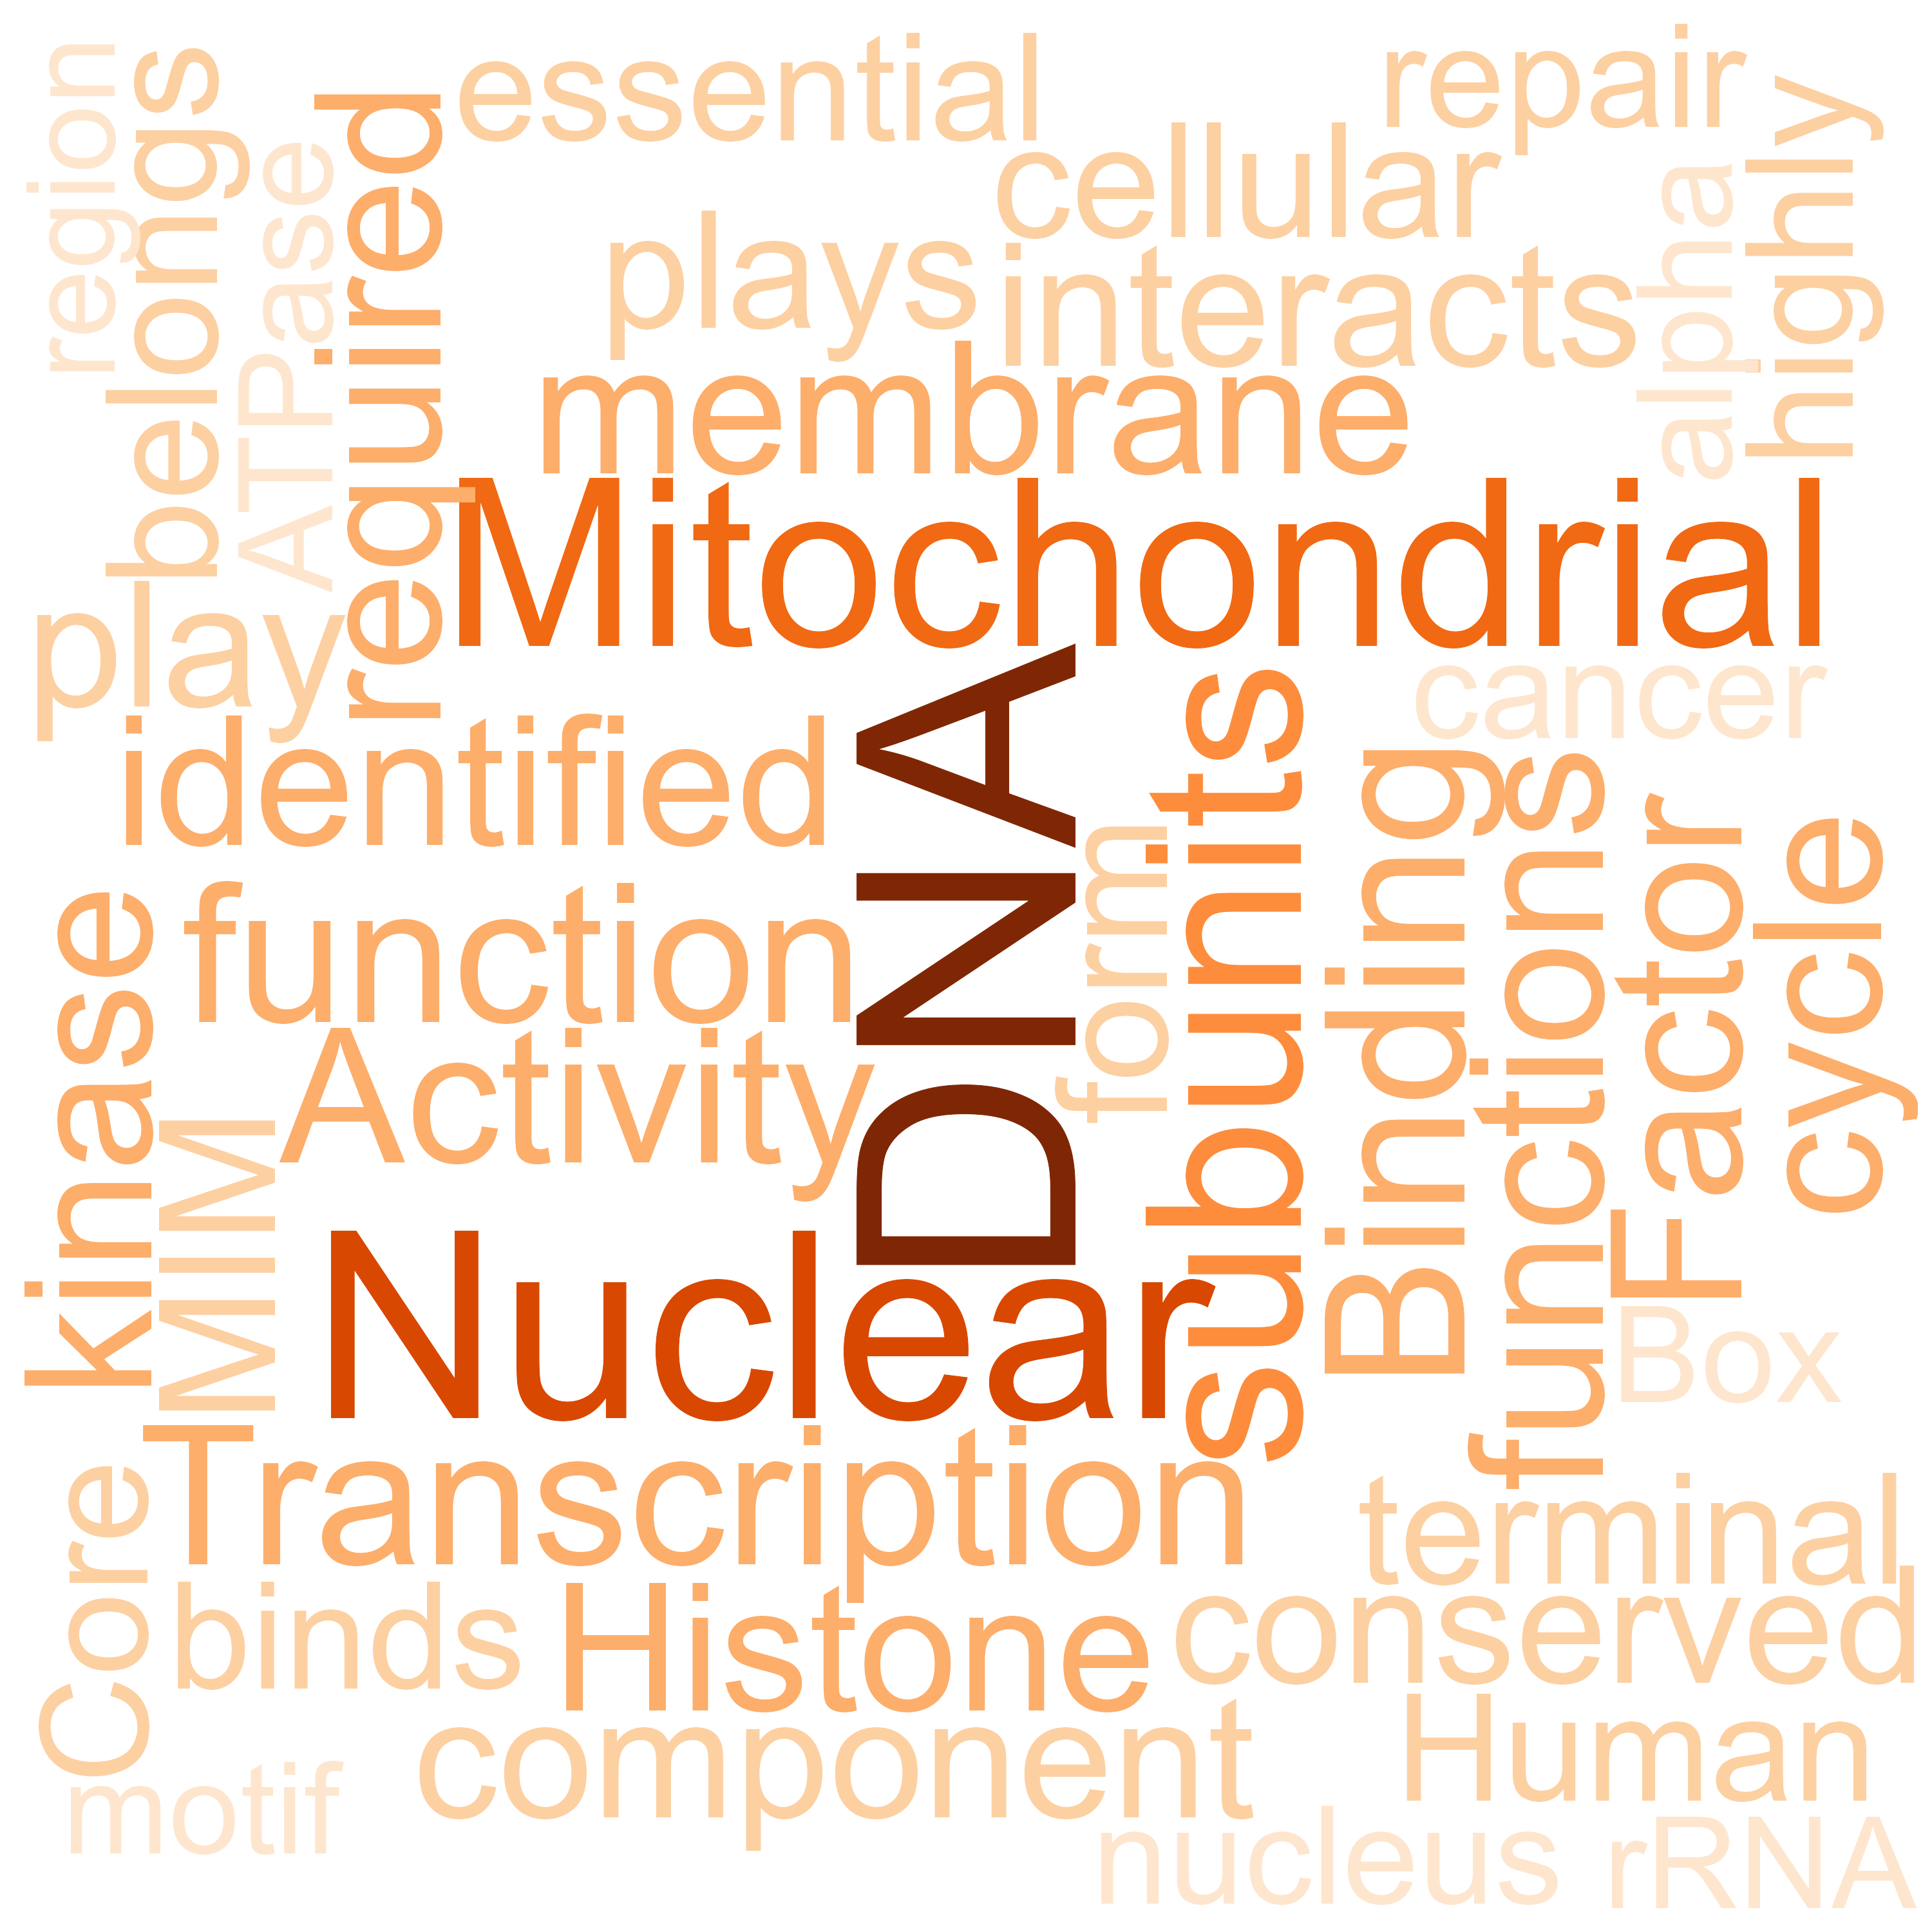 essential
repair
region
belongs
ATPase
required
cellular
highly
alpha
plays
interacts
membrane
Mitochondrial
play
cancer
identified
DNA
subunits
form
Binding
functions
Factor
cycle
function
kinase
Activity
MIM
Nuclear
Box
Transcription
Core
terminal
binds
Histone
conserved
component
Human
motif
nucleus
rRNA